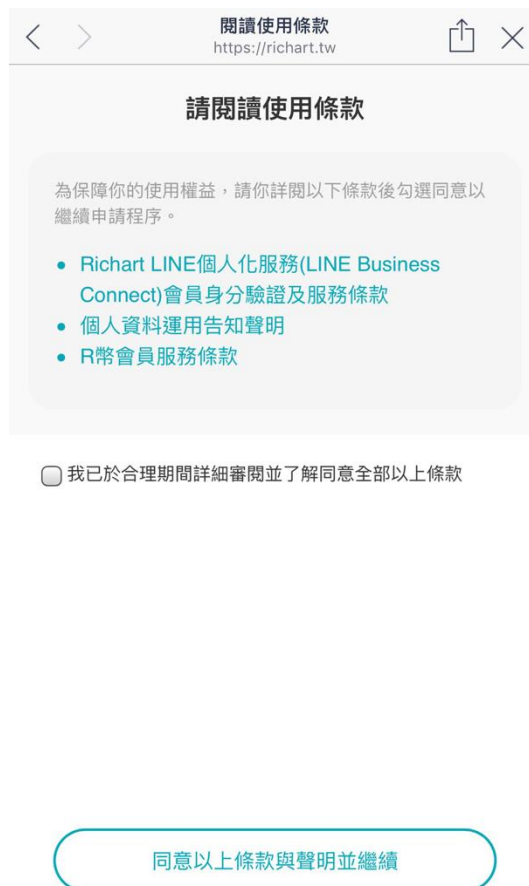 閱讀使用條款
https://richart.tw
請閱讀使用條款
為保障你的使用權益，請你詳閱以下條款後勾選同意以
繼續申請程序。
Richart LINE個人化服務(LINE Business
Connect)會員身分驗證及服務條款
個人資料運用告知聲明
R幣會員服務條款
我已於合理期間詳細審閱並了解同意全部以上條款
同意以上條款與聲明並繼續